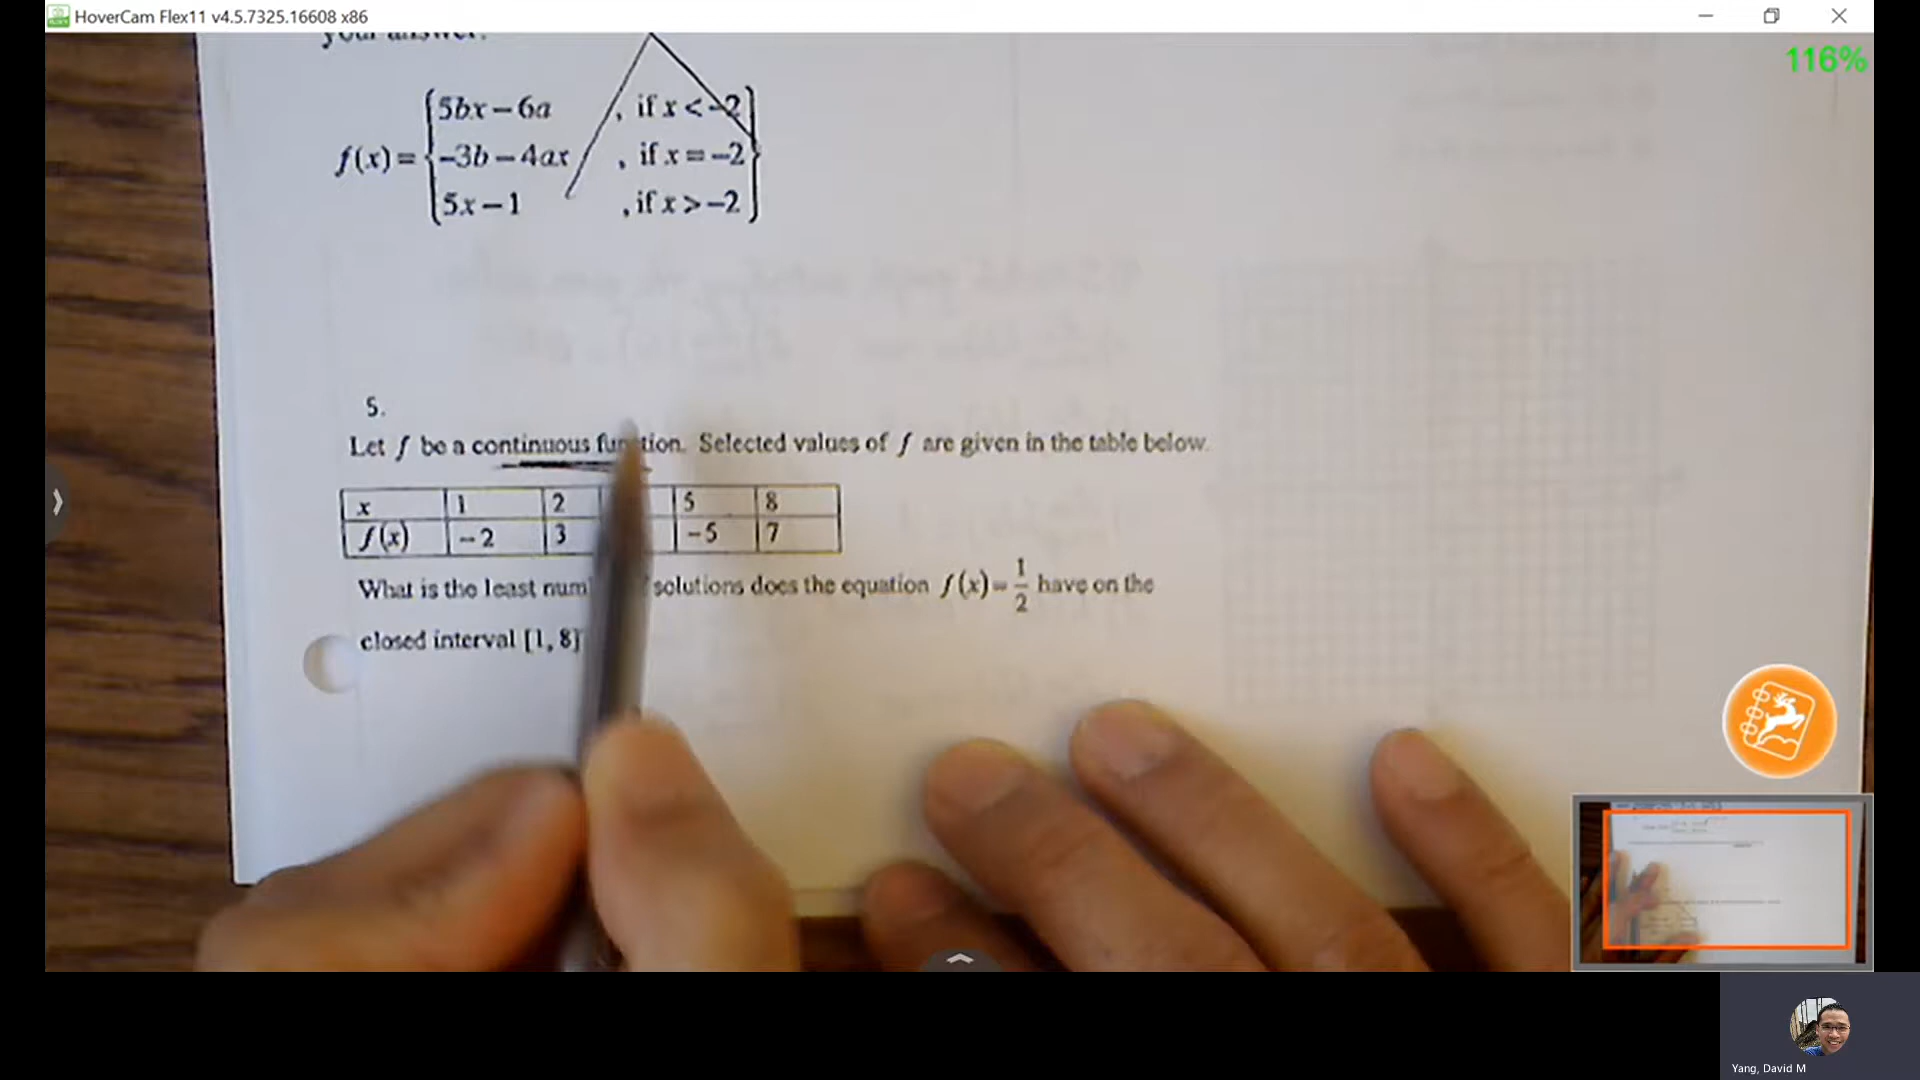 HoverCam Flex11 v4.5.7325.16608 x86
116%
your answer.
f(x) = {5bx – 6a , if x < –2
–3b – 4ax , if x = –2
5x – 1 , if x > –2}
5.
Let f be a continuous function. Selected values of f are given in the table below.
x 1 2 5 8
f(x) –2 3 –5 7
What is the least num solutions does the equation f(x) = 1/2 have on the
closed interval [1, 8]
Yang, David M